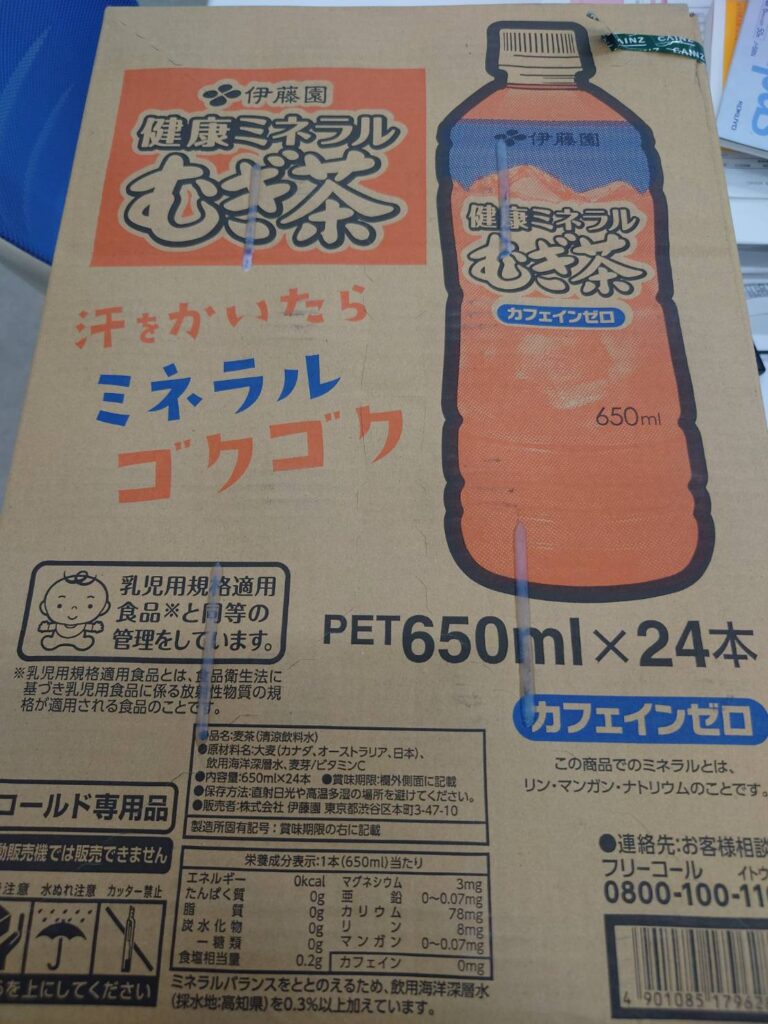 CAINZ CAINZ
KOKUYO
伊藤園
健康ミネラル
むぎ茶
伊藤園
健康ミネラル
むぎ茶
カフェインゼロ
650ml
汗をかいたら
ミネラル
ゴクゴク
乳児用規格適用
食品※と同等の
管理をしています。
※乳児用規格適用食品とは、食品衛生法に
基づき乳児用食品に係る放射性物質の規
格が適用される食品のことです。
PET650ml×24本
カフェインゼロ
この商品でのミネラルとは、
リン・マンガン・ナトリウムのことです。
●品名:麦茶(清涼飲料水)
●原材料名:大麦(カナダ、オーストラリア、日本)、
飲用海洋深層水、麦芽/ビタミンC
●内容量:650ml×24本 ●賞味期限:欄外側面に記載
●保存方法:直射日光や高温多湿の場所を避けてください。
●販売者:株式会社 伊藤園 東京都渋谷区本町3-47-10
製造所固有記号:賞味期限の右に記載
コールド専用品
動販売機では販売できません
注意 水ぬれ注意 カッター禁止
を上にしてください
栄養成分表示:1本(650ml)当たり
エネルギー 0kcal マグネシウム 3mg
たんぱく質 0g 亜鉛 0～0.07mg
脂質 0g カリウム 78mg
炭水化物 0g リン 8mg
ー糖類 0g マンガン 0～0.07mg
食塩相当量 0.2g カフェイン 0mg
ミネラルバランスをととのえるため、飲用海洋深層水
(採水地:高知県)を0.3%以上加えています。
●連絡先:お客様相談
フリーコール イトウ
0800-100-11
4 901085 17962